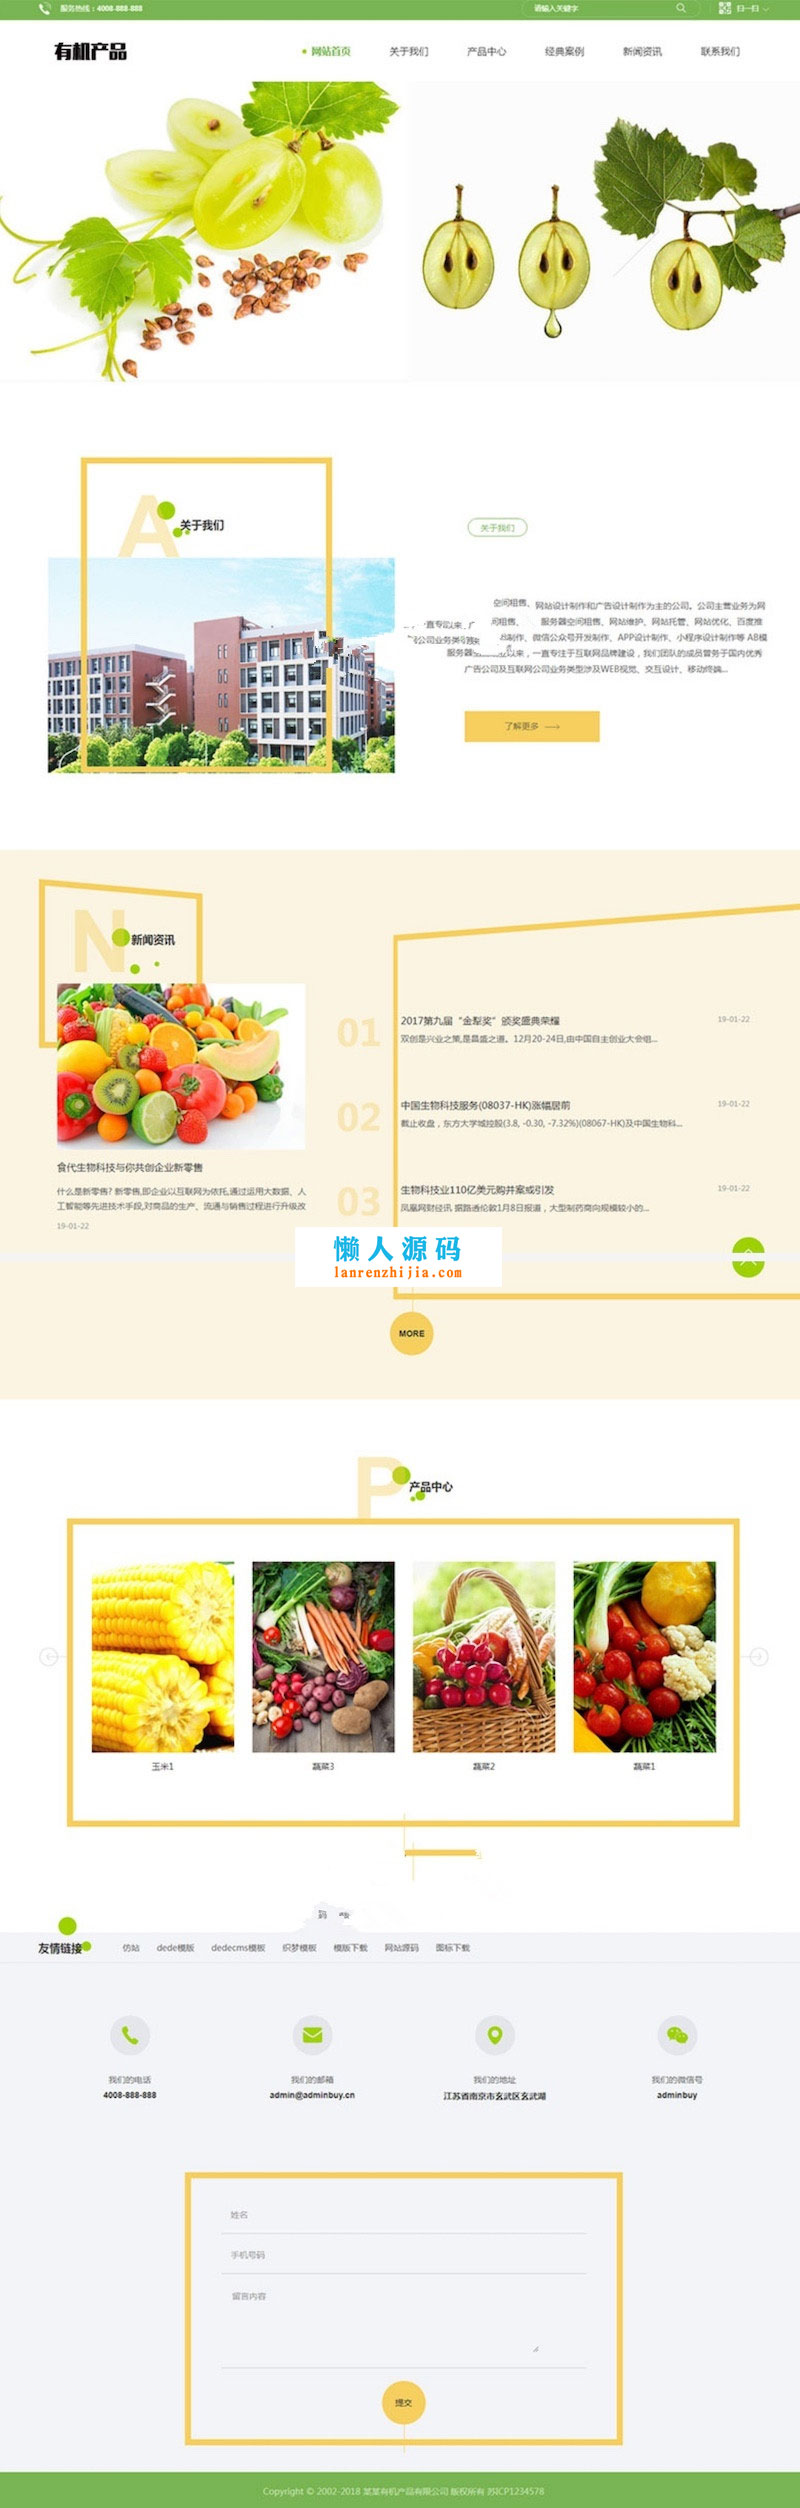 服务热线：4008-888-888
请输入关键字
扫一扫
有机产品
网站首页 关于我们 产品中心 经典案例 新闻资讯 联系我们
A
关于我们
关于我们
空间租售、网站设计制作和广告设计制作为主的公司。公司主营业务为网
服务器空间租售、网站维护、网站托管、网站优化、百度推
制作、微信公众号开发制作、APP设计制作、小程序设计制作等 AB模
以来，一直专注于互联网品牌建设，我们团队的成员曾务于国内优秀
广告公司及互联网公司业务类型涉及WEB视觉、交互设计、移动终端...
了解更多
N
新闻资讯
食代生物科技与你共创企业新零售
什么是新零售? 新零售,即企业以互联网为依托,通过运用大数据、人
工智能等先进技术手段,对商品的生产、流通与销售过程进行升级改
19-01-22
01
2017第九届“金犁奖”颁奖盛典荣耀
19-01-22
双创是兴业之策,是昌盛之道。12月20-24日,由中国自主创业大会组...
02
中国生物科技服务(08037-HK)涨幅居前
19-01-22
截止收盘，东方大学城控股(3.8, -0.30, -7.32%)(08067-HK)及中国生物科...
03
生物科技业110亿美元购并案或引发
19-01-22
凤凰网财经讯 据路透伦敦1月8日报道，大型制药商向规模较小的...
懒人源码
lanrenzhijia.com
MORE
P
产品中心
玉米1
蔬菜3
蔬菜2
蔬菜1
友情链接 仿站 dede模版 dedecms模板 织梦模板 模版下载 网站源码 图标下载
我们的电话
4008-888-888
我们的邮箱
admin@adminbuy.cn
我们的地址
江苏省南京市玄武区玄武湖
我们的微信号
adminbuy
姓名
手机号码
留言内容
提交
Copyright © 2002-2018 某某有机产品有限公司 版权所有 苏ICP1234578